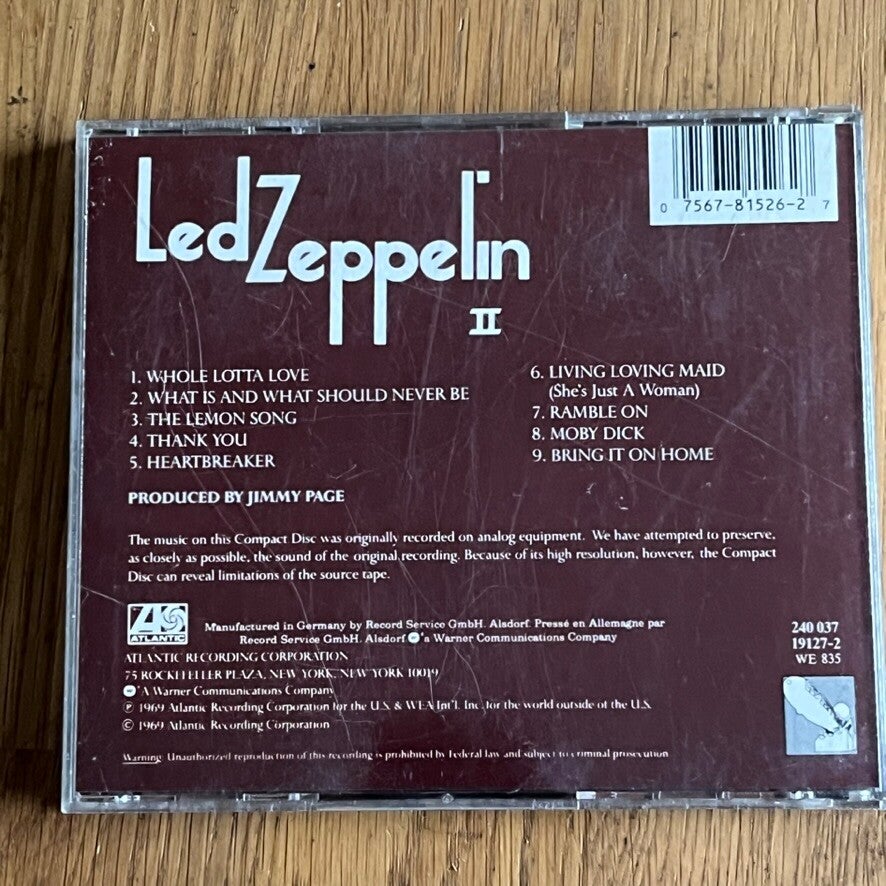 Led Zeppelin
II
0 7567-81526-2 7
1. WHOLE LOTTA LOVE
2. WHAT IS AND WHAT SHOULD NEVER BE
3. THE LEMON SONG
4. THANK YOU
5. HEARTBREAKER
6. LIVING LOVING MAID
(She's Just A Woman)
7. RAMBLE ON
8. MOBY DICK
9. BRING IT ON HOME
PRODUCED BY JIMMY PAGE
The music on this Compact Disc was originally recorded on analog equipment. We have attempted to preserve,
as closely as possible, the sound of the original recording. Because of its high resolution, however, the Compact
Disc can reveal limitations of the source tape.
ATLANTIC
Manufactured in Germany by Record Service GmbH. Alsdorf. Pressé en Allemagne par
Record Service GmbH. Alsdorf 's Warner Communications Company
240 037
19127-2
WE 835
ATLANTIC RECORDING CORPORATION
75 ROCKEFELLER PLAZA, NEW YORK, NEW YORK 10019
'A Warner Communications Company
℗ 1969 Atlantic Recording Corporation for the U.S. & WEA Int'l. Inc. for the world outside of the U.S.
© 1969 Atlantic Recording Corporation
Warning: Unauthorized reproduction of this recording is prohibited by Federal law and subject to criminal prosecution